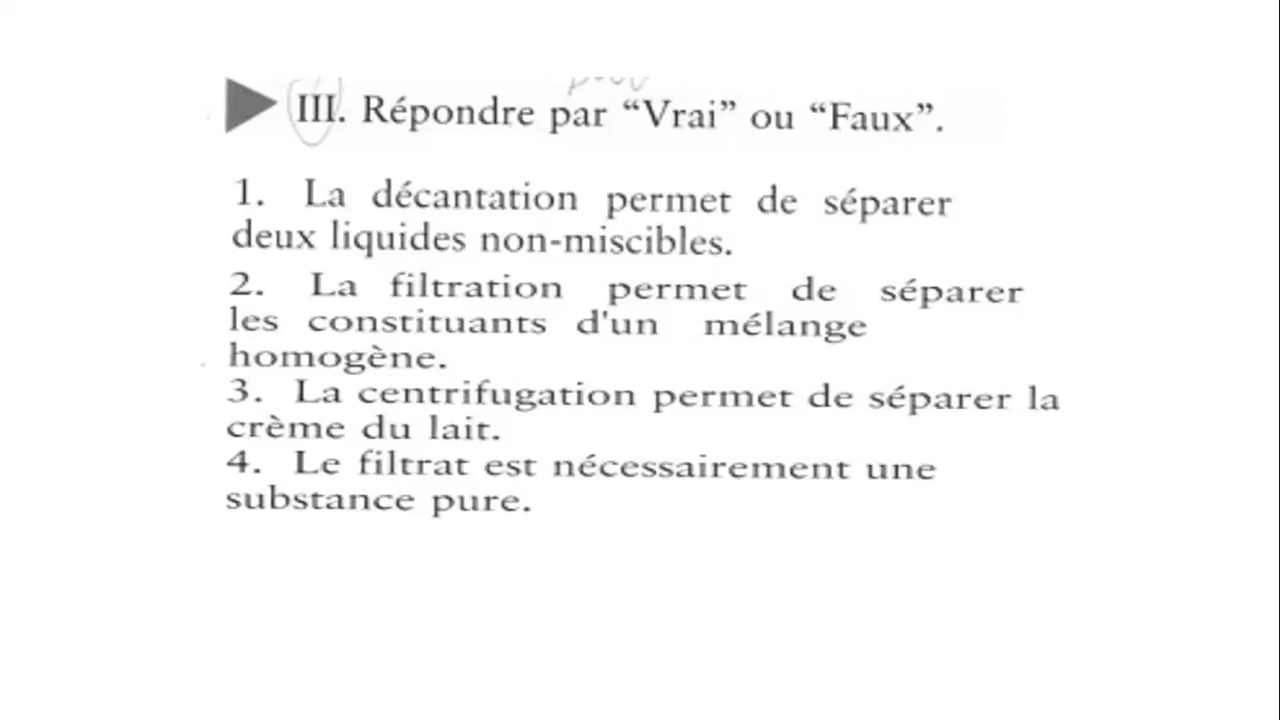 III. Répondre par “Vrai” ou “Faux”.
1. La décantation permet de séparer
deux liquides non-miscibles.
2. La filtration permet de séparer
les constituants d'un mélange
homogène.
3. La centrifugation permet de séparer la
crème du lait.
4. Le filtrat est nécessairement une
substance pure.